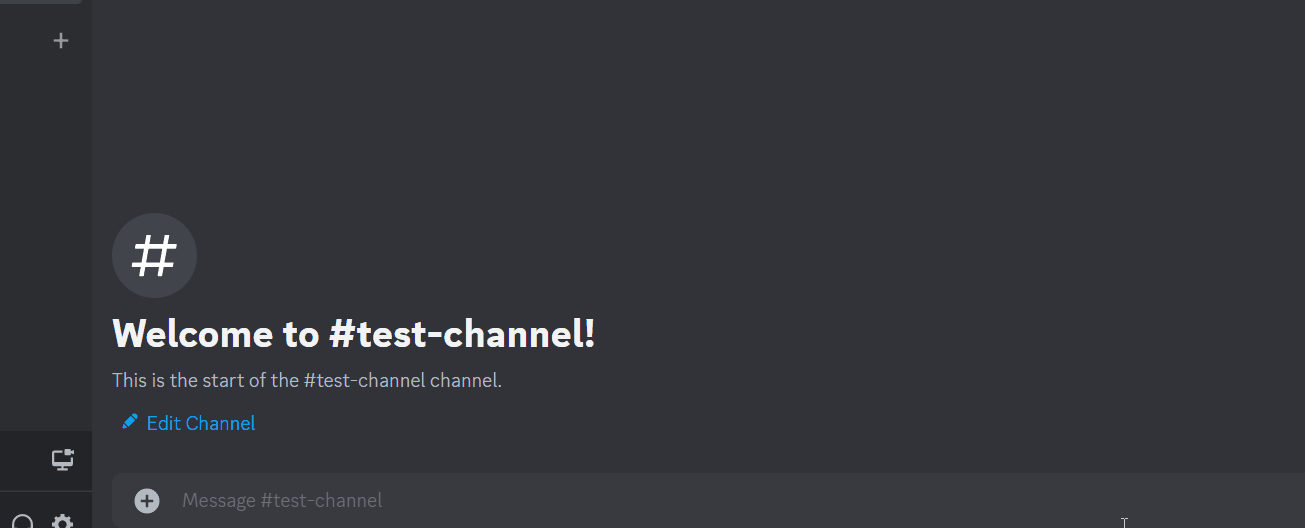 #
Welcome to #test-channel!
This is the start of the #test-channel channel.
Edit Channel
Message #test-channel